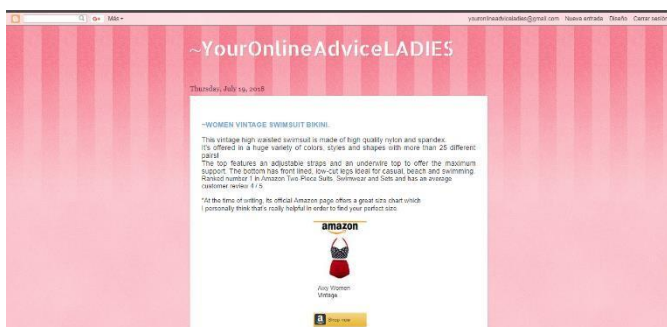 G+ Más
youronlineadviceladies@gmail.com Nueva entrada Diseño Cerrar sesión
~YourOnlineAdviceLADIES
Thursday, July 19, 2018
~WOMEN VINTAGE SWIMSUIT BIKINI.
This vintage high waisted swimsuit is made of high quality nylon and spandex.
It's offered in a huge variety of colors, styles and shapes with more than 25 different
pairs!
The top features an adjustable straps and an underwire top to offer the maximum
support. The bottom has front lined, low-cut legs ideal for casual, beach and swimming.
Ranked number 1 in Amazon Two Piece Suits, Swimwear and Sets and has an average
customer review 4 / 5.
*At the time of writing, its official Amazon page offers a great size chart which
I personally think that's really helpful in order to find your perfect size.
amazon
Axy Women
Vintage
a Shop now